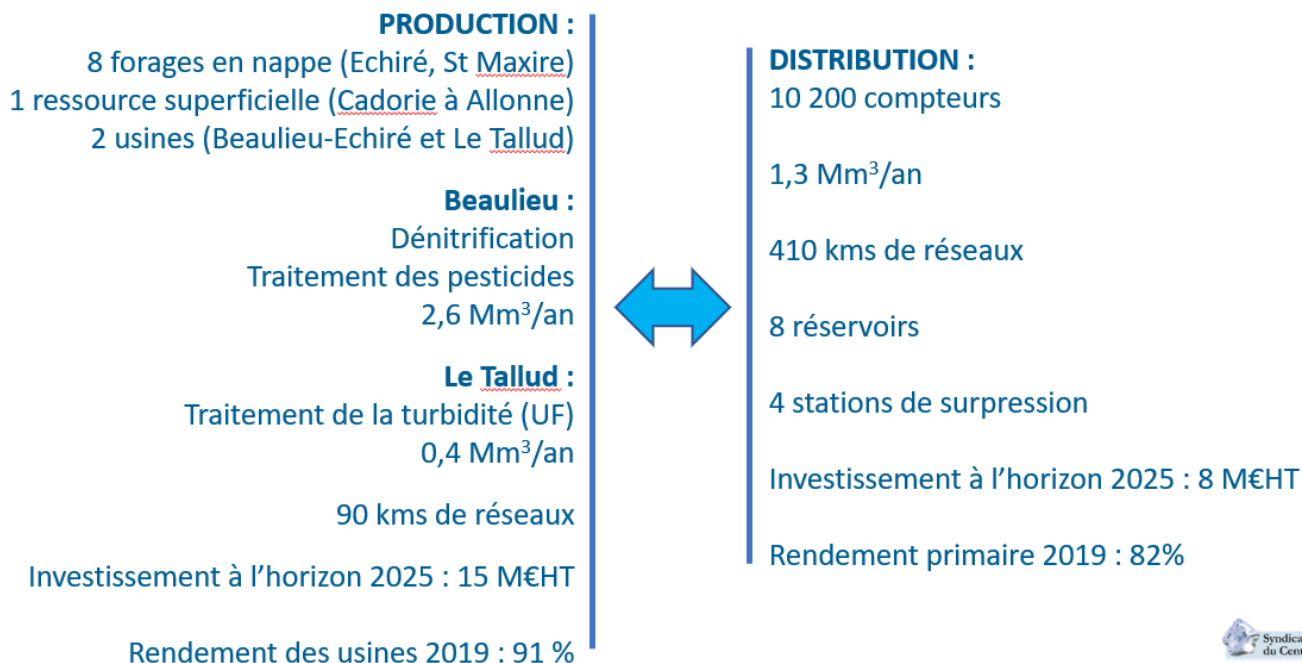 PRODUCTION :
8 forages en nappe (Echiré, St Maxire)
1 ressource superficielle (Cadorie à Allonne)
2 usines (Beaulieu-Echiré et Le Tallud)
Beaulieu :
Dénitrification
Traitement des pesticides
2,6 Mm³/an
Le Tallud :
Traitement de la turbidité (UF)
0,4 Mm³/an
90 kms de réseaux
Investissement à l’horizon 2025 : 15 M€HT
Rendement des usines 2019 : 91 %
DISTRIBUTION :
10 200 compteurs
1,3 Mm³/an
410 kms de réseaux
8 réservoirs
4 stations de surpression
Investissement à l’horizon 2025 : 8 M€HT
Rendement primaire 2019 : 82%
Syndica
du Cent